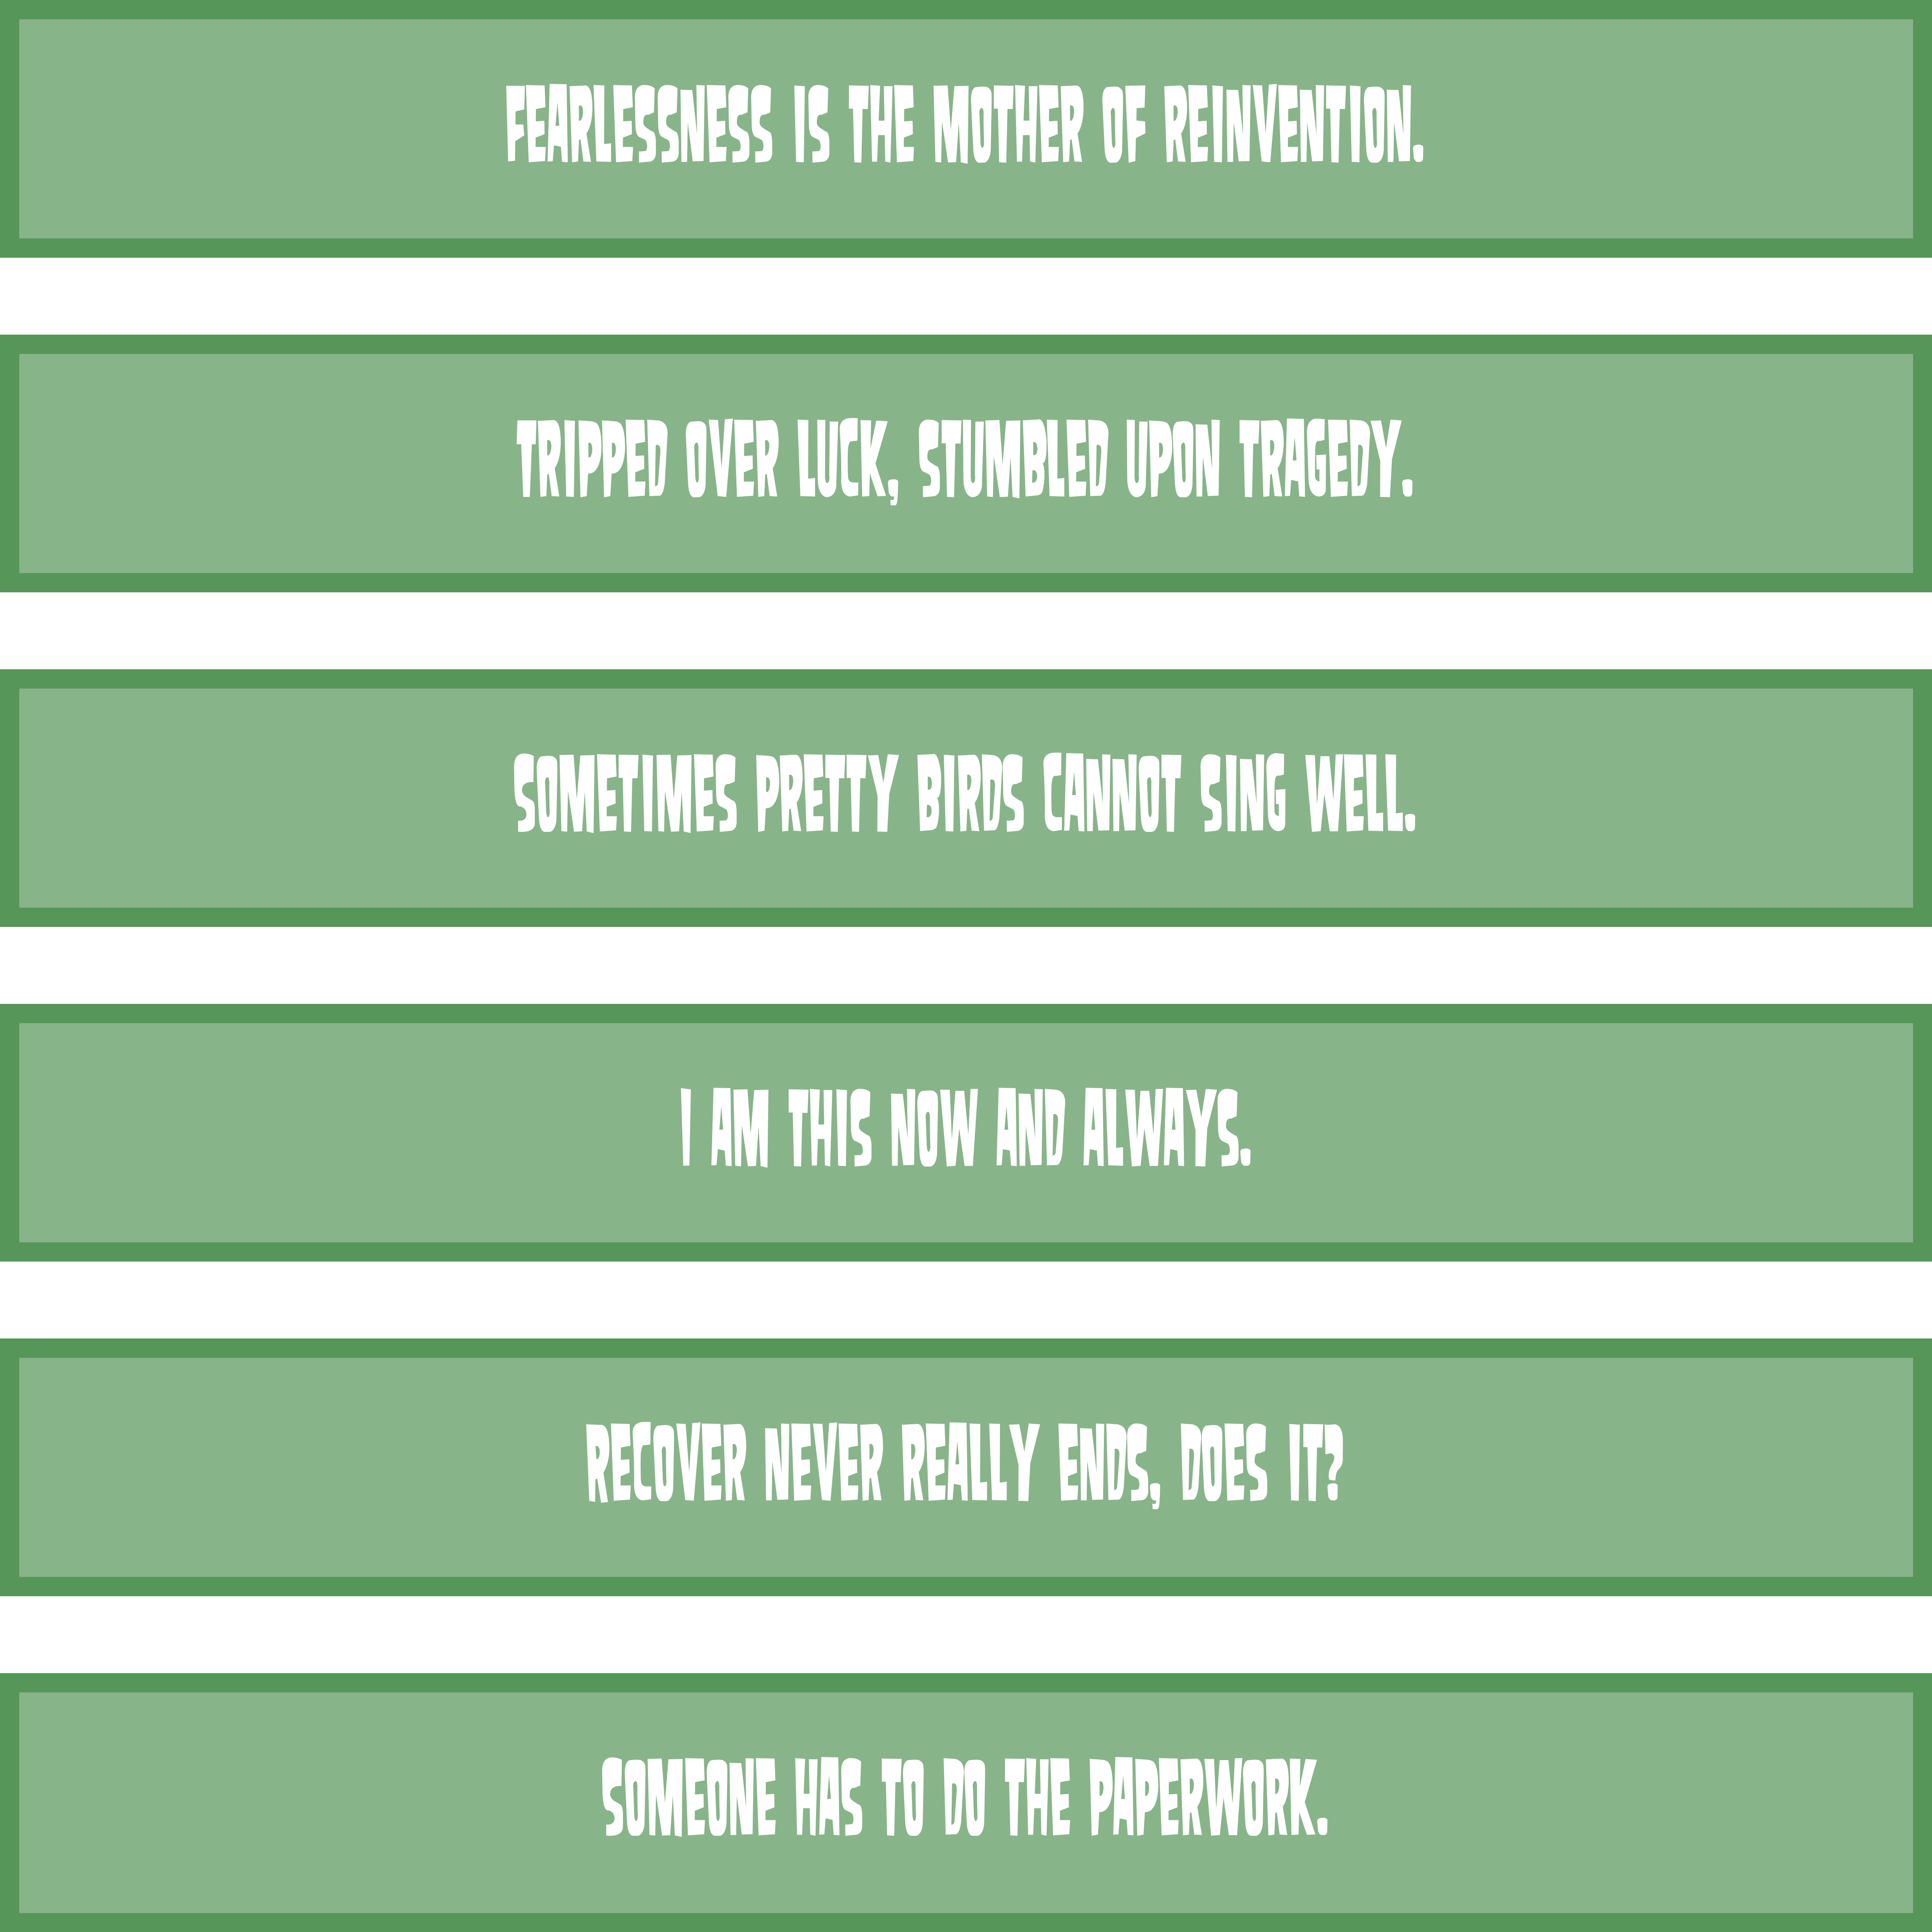 FEARLESSNESS IS THE MOTHER OF REINVENTION.
TRIPPED OVER LUCK, STUMBLED UPON TRAGEDY.
SOMETIMES PRETTY BIRDS CANNOT SING WELL.
I AM THIS NOW AND ALWAYS.
RECOVER NEVER REALLY ENDS, DOES IT?
SOMEONE HAS TO DO THE PAPERWORK.